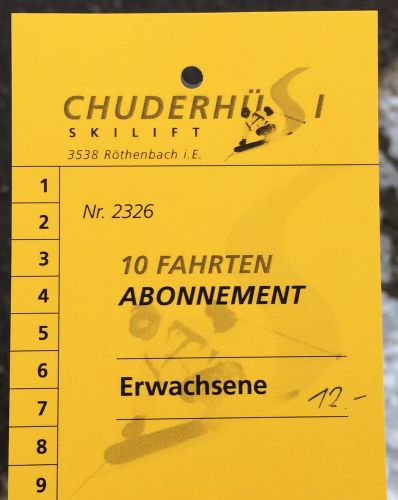 CHUDERHÜSI
SKILIFT
3538 Röthenbach i.E.
1
2
3
4
5
6
7
8
9
Nr. 2326
10 FAHRTEN
ABONNEMENT
Erwachsene 12.-